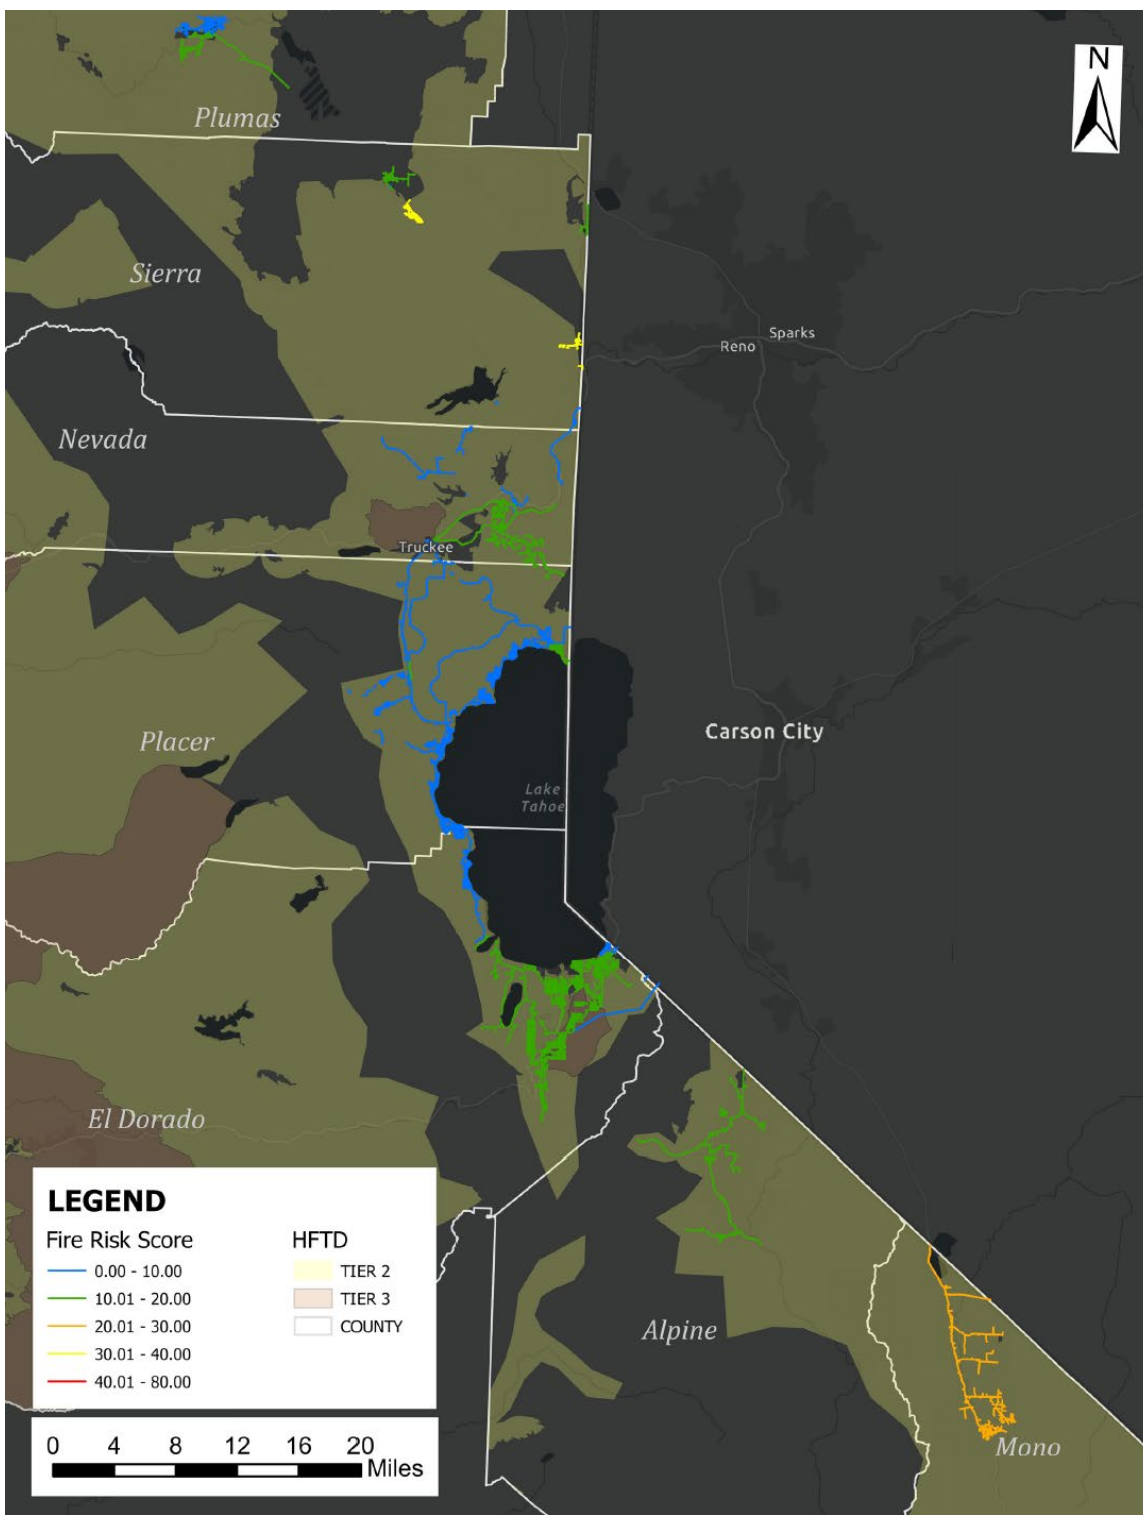 N
Plumas
Sierra
Sparks
Reno
Nevada
Truckee
Carson City
Placer
Lake
Tahoe
El Dorado
Alpine
Mono
LEGEND
Fire Risk Score
0.00 - 10.00
10.01 - 20.00
20.01 - 30.00
30.01 - 40.00
40.01 - 80.00
HFTD
TIER 2
TIER 3
COUNTY
0 4 8 12 16 20
Miles